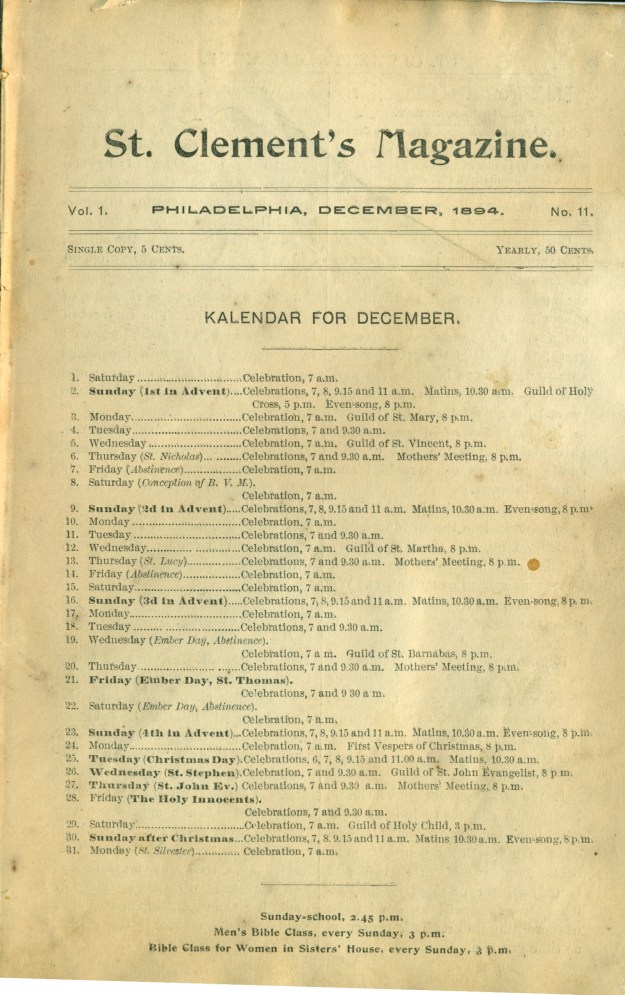 St. Clement's Magazine.
Vol. 1. PHILADELPHIA, DECEMBER, 1894. No. 11.
SINGLE COPY, 5 CENTS. YEARLY, 50 CENTS.
KALENDAR FOR DECEMBER.
1. Saturday..............................Celebration, 7 a.m.
2. Sunday (1st in Advent)....Celebrations, 7, 8, 9.15 and 11 a.m. Matins, 10.30 a.m. Guild of Holy
Cross, 5 p.m. Even-song, 8 p.m.
3. Monday..............................Celebration, 7 a.m. Guild of St. Mary, 8 p.m.
4. Tuesday..............................Celebrations, 7 and 9.30 a.m.
5. Wednesday..........................Celebration, 7 a.m. Guild of St. Vincent, 8 p.m.
6. Thursday (St. Nicholas)... ........Celebrations, 7 and 9.30 a.m. Mothers' Meeting, 8 p.m.
7. Friday (Abstinence)................Celebration, 7 a.m.
8. Saturday (Conception of B. V. M.).
Celebration, 7 a.m.
9. Sunday (2d in Advent).....Celebrations, 7, 8, 9.15 and 11 a.m. Matins, 10.30 a.m. Even-song, 8 p.m.
10. Monday..............................Celebration, 7 a.m.
11. Tuesday..............................Celebrations, 7 and 9.30 a.m.
12. Wednesday............. .............Celebration, 7 a.m. Guild of St. Martha, 8 p.m.
13. Thursday (St. Lucy)................Celebrations, 7 and 9.30 a.m. Mothers' Meeting, 8 p.m.
14. Friday (Abstinence)................Celebration, 7 a.m.
15. Saturday..............................Celebration, 7 a.m.
16. Sunday (3d in Advent).....Celebrations, 7, 8, 9.15 and 11 a.m. Matins, 10.30 a.m. Even-song, 8 p. m.
17. Monday..............................Celebration, 7 a.m.
18. Tuesday..............................Celebrations, 7 and 9.30 a.m.
19. Wednesday (Ember Day, Abstinence).
Celebration, 7 a m. Guild of St. Barnabas, 8 p.m.
20. Thursday..................... ......Celebrations, 7 and 9.30 a.m. Mothers' Meeting, 8 p.m.
21. Friday (Ember Day, St. Thomas).
Celebrations, 7 and 9 30 a m.
22. Saturday (Ember Day, Abstinence).
Celebration, 7 a.m.
23. Sunday (4th in Advent)...Celebrations, 7, 8, 9.15 and 11 a.m. Matins, 10.30 a.m. Even-song, 8 p.m.
24. Monday..............................Celebration, 7 a.m. First Vespers of Christmas, 8 p.m.
25. Tuesday (Christmas Day).Celebrations, 6, 7, 8, 9.15 and 11.00 a.m. Matins, 10.30 a.m.
26. Wednesday (St. Stephen).Celebrations, 7 and 9.30 a.m. Guild of St. John Evangelist, 8 p m.
27. Thursday (St. John Ev.) Celebrations, 7 and 9.30 a.m. Mothers' Meeting, 8 p.m.
28. Friday (The Holy Innocents).
Celebrations, 7 and 9.30 a.m.
29. Saturday..............................Celebration, 7 a.m. Guild of Holy Child, 3 p.m.
30. Sunday after Christmas...Celebrations, 7, 8, 9.15 and 11 a.m. Matins 10.30 a.m. Even-song, 8 p.m.
31. Monday (St. Silvester).............Celebration, 7 a.m.
Sunday-school, 2.45 p.m.
Men's Bible Class, every Sunday, 3 p.m.
Bible Class for Women in Sisters' House, every Sunday, 3 p.m.